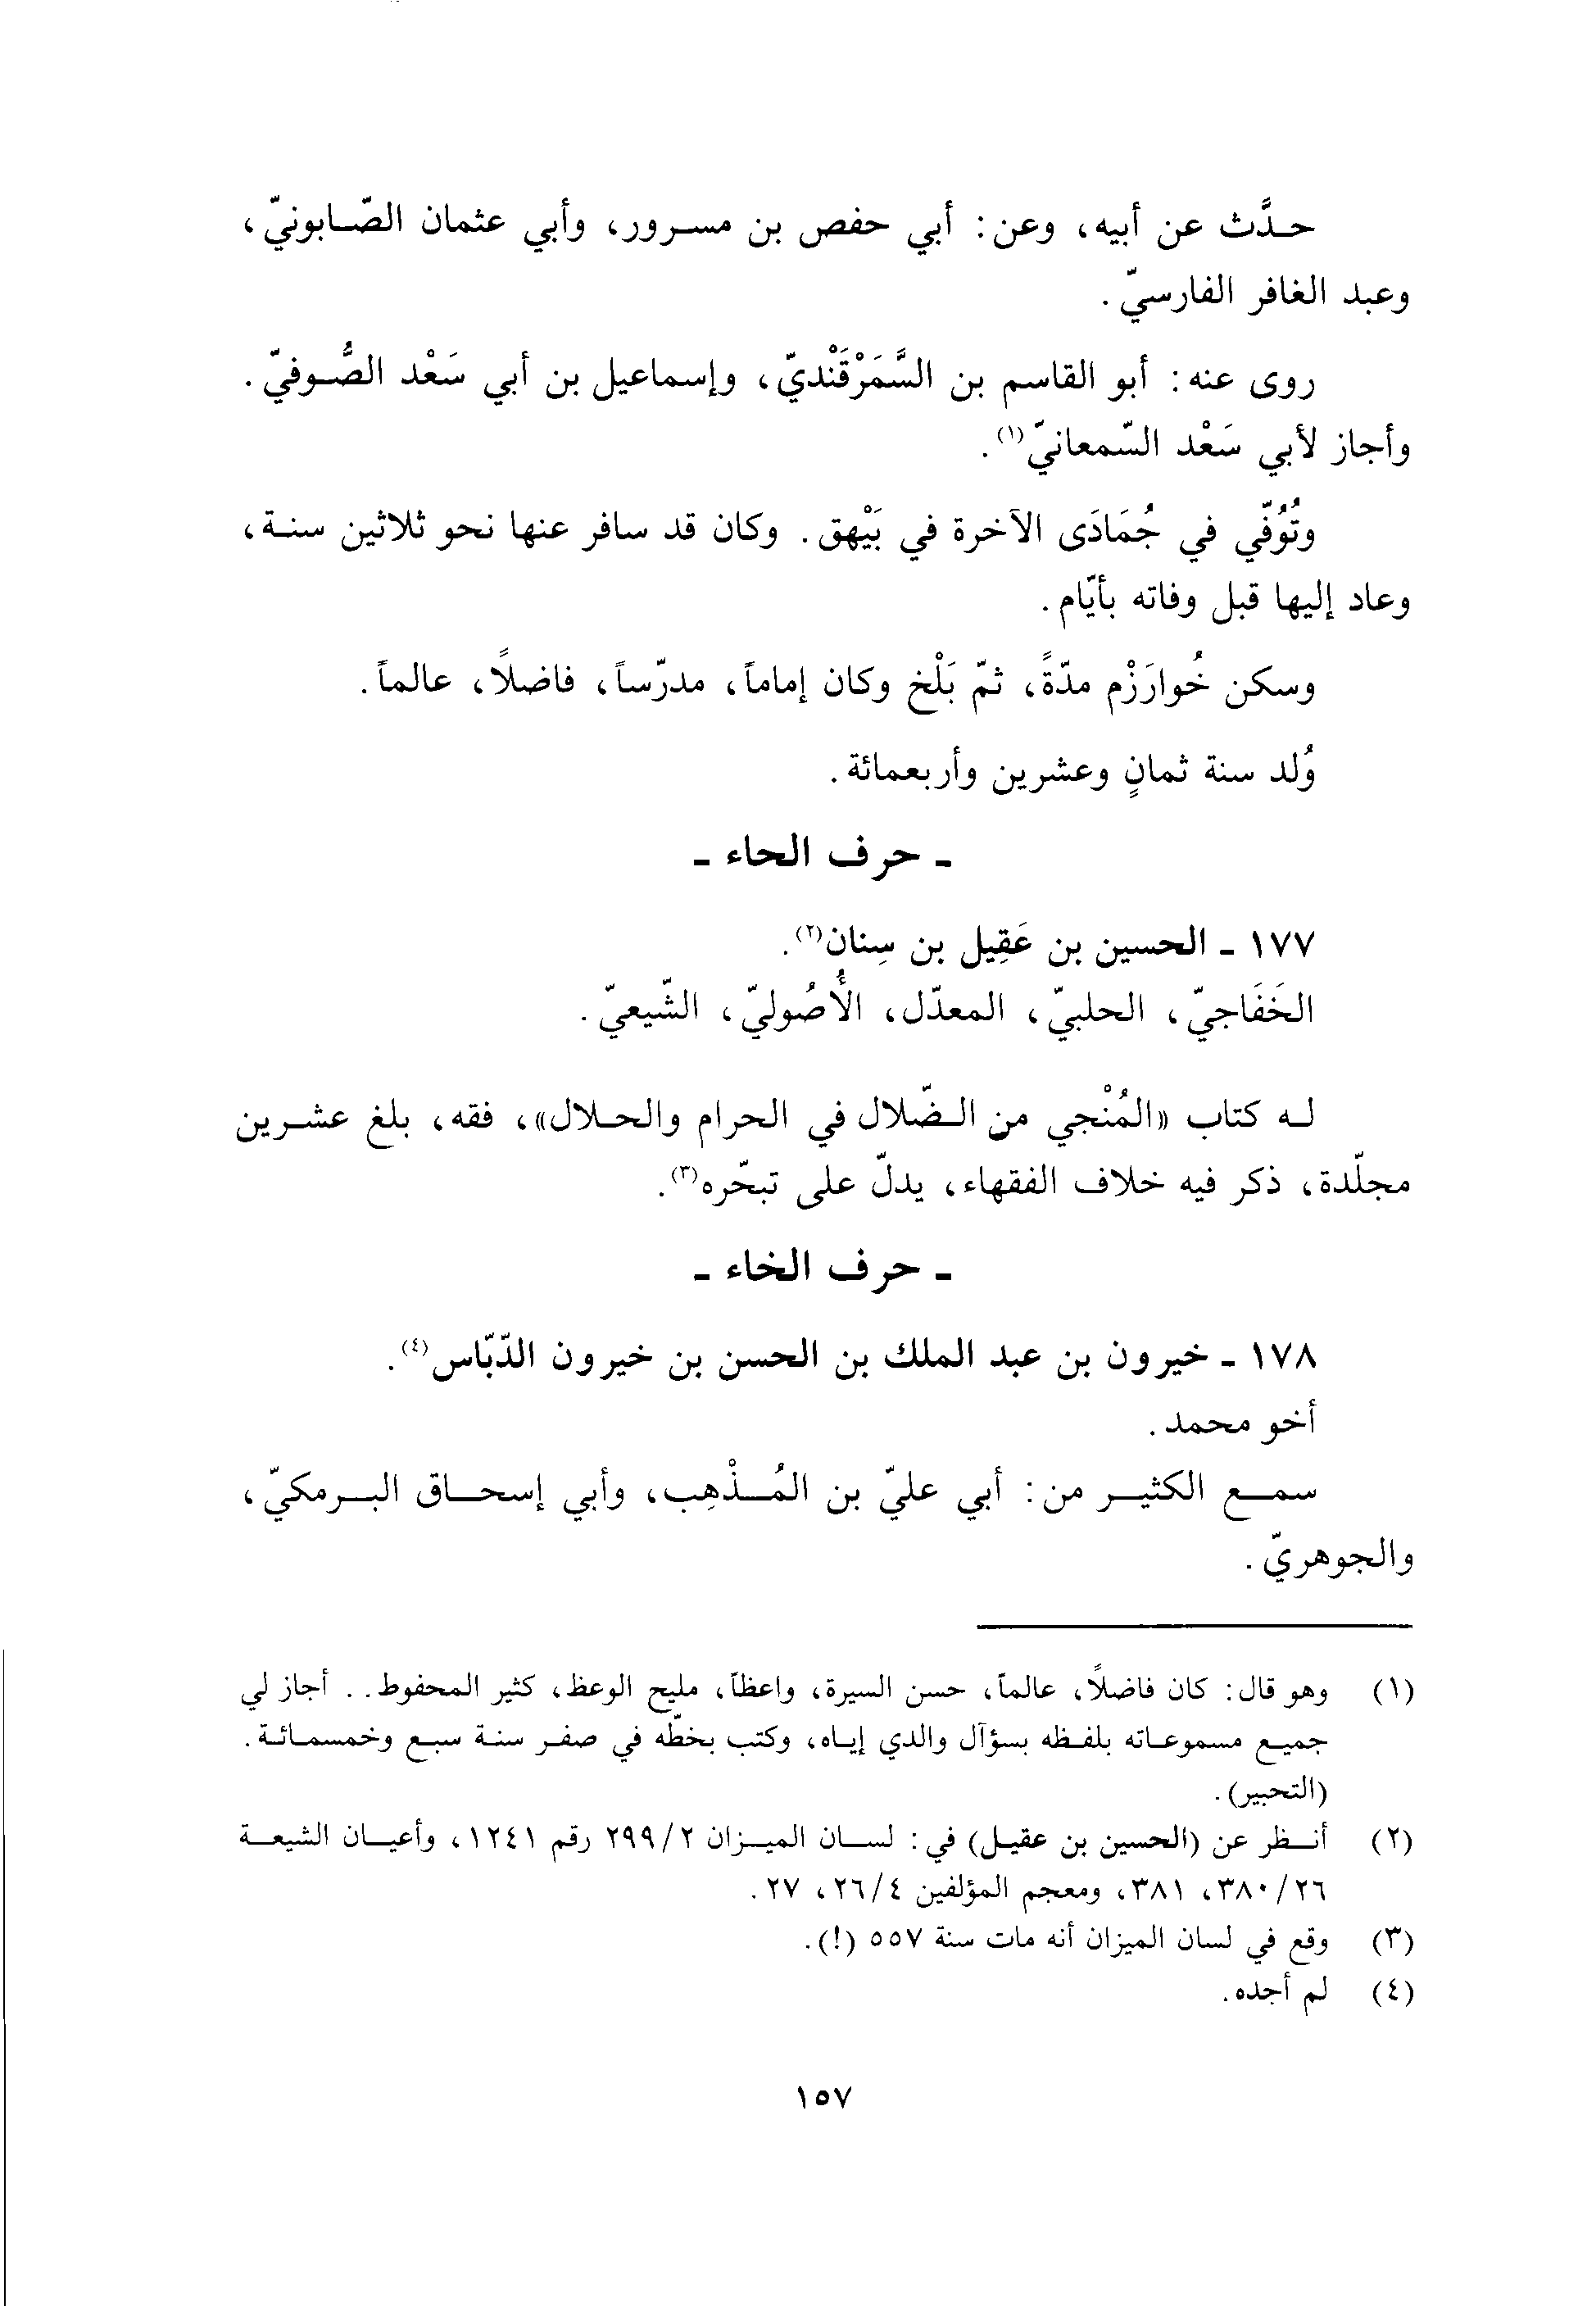 حدَّث عن أبيه، وعن: أبي حفص بن مسرور، وأبي عثمان الصّابونيّ،
وعبد الغافر الفارسيّ.
روى عنه: أبو القاسم بن السَّمَرْقَنْديّ، وإسماعيل بن أبي سَعْد الصُّوفيّ.
وأجاز لأبي سَعْد السّمعانيّ(١).
وتُوُفّي في جُمَادَى الآخرة في بَيْهق. وكان قد سافر عنها نحو ثلاثين سنة،
وعاد إليها قبل وفاته بأيّام.
وسكن خُوارَزْم مدّةً، ثمّ بَلْخ وكان إماماً، مدرّساً، فاضلاً، عالماً.
وُلد سنة ثمانٍ وعشرين وأربعمائة.
ـ حرف الحاء ـ
١٧٧ ـ الحسين بن عَقِيل بن سِنان(٢).
الخَفَاجيّ، الحلبيّ، المعدّل، الأُصُوليّ، الشّيعيّ.
له كتاب «المُنْجي من الضّلال في الحرام والحلال»، فقه، بلغ عشرين
مجلّدة، ذكر فيه خلاف الفقهاء، يدلّ على تبحّره(٣).
ـ حرف الخاء ـ
١٧٨ ـ خيرون بن عبد الملك بن الحسن بن خيرون الدّبّاس(٤).
أخو محمد.
سمع الكثير من: أبي عليّ بن المُذْهِب، وأبي إسحاق البرمكيّ،
والجوهريّ.
(١) وهو قال: كان فاضلاً، عالماً، حسن السيرة، واعظاً، مليح الوعظ، كثير المحفوظ.. أجاز لي
جميع مسموعاته بلفظه بسؤآل والدي إياه، وكتب بخطّه في صفر سنة سبع وخمسمائة.
(التحبير).
(٢) أنظر عن (الحسين بن عقيل) في: لسان الميزان ٢/٢٩٩ رقم ١٢٤١، وأعيان الشيعة
٢٦/٣٨٠، ٣٨١، ومعجم المؤلفين ٤/٢٦، ٢٧.
(٣) وقع في لسان الميزان أنه مات سنة ٥٥٧ (!).
(٤) لم أجده.
١٥٧